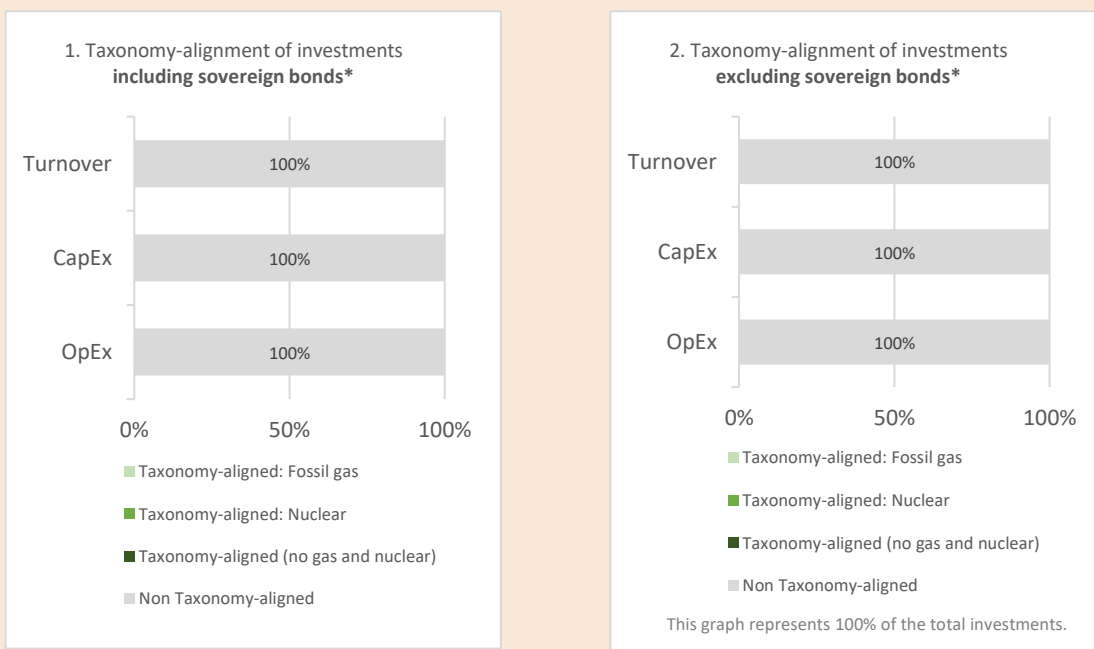 1. Taxonomy-alignment of investments
including sovereign bonds*
Turnover
100%
CapEx
100%
OpEx
100%
0%
50%
100%
Taxonomy-aligned: Fossil gas
Taxonomy-aligned: Nuclear
Taxonomy-aligned (no gas and nuclear)
Non Taxonomy-aligned
2. Taxonomy-alignment of investments
excluding sovereign bonds*
Turnover
100%
CapEx
100%
OpEx
100%
0%
50%
100%
Taxonomy-aligned: Fossil gas
Taxonomy-aligned: Nuclear
Taxonomy-aligned (no gas and nuclear)
Non Taxonomy-aligned
This graph represents 100% of the total investments.